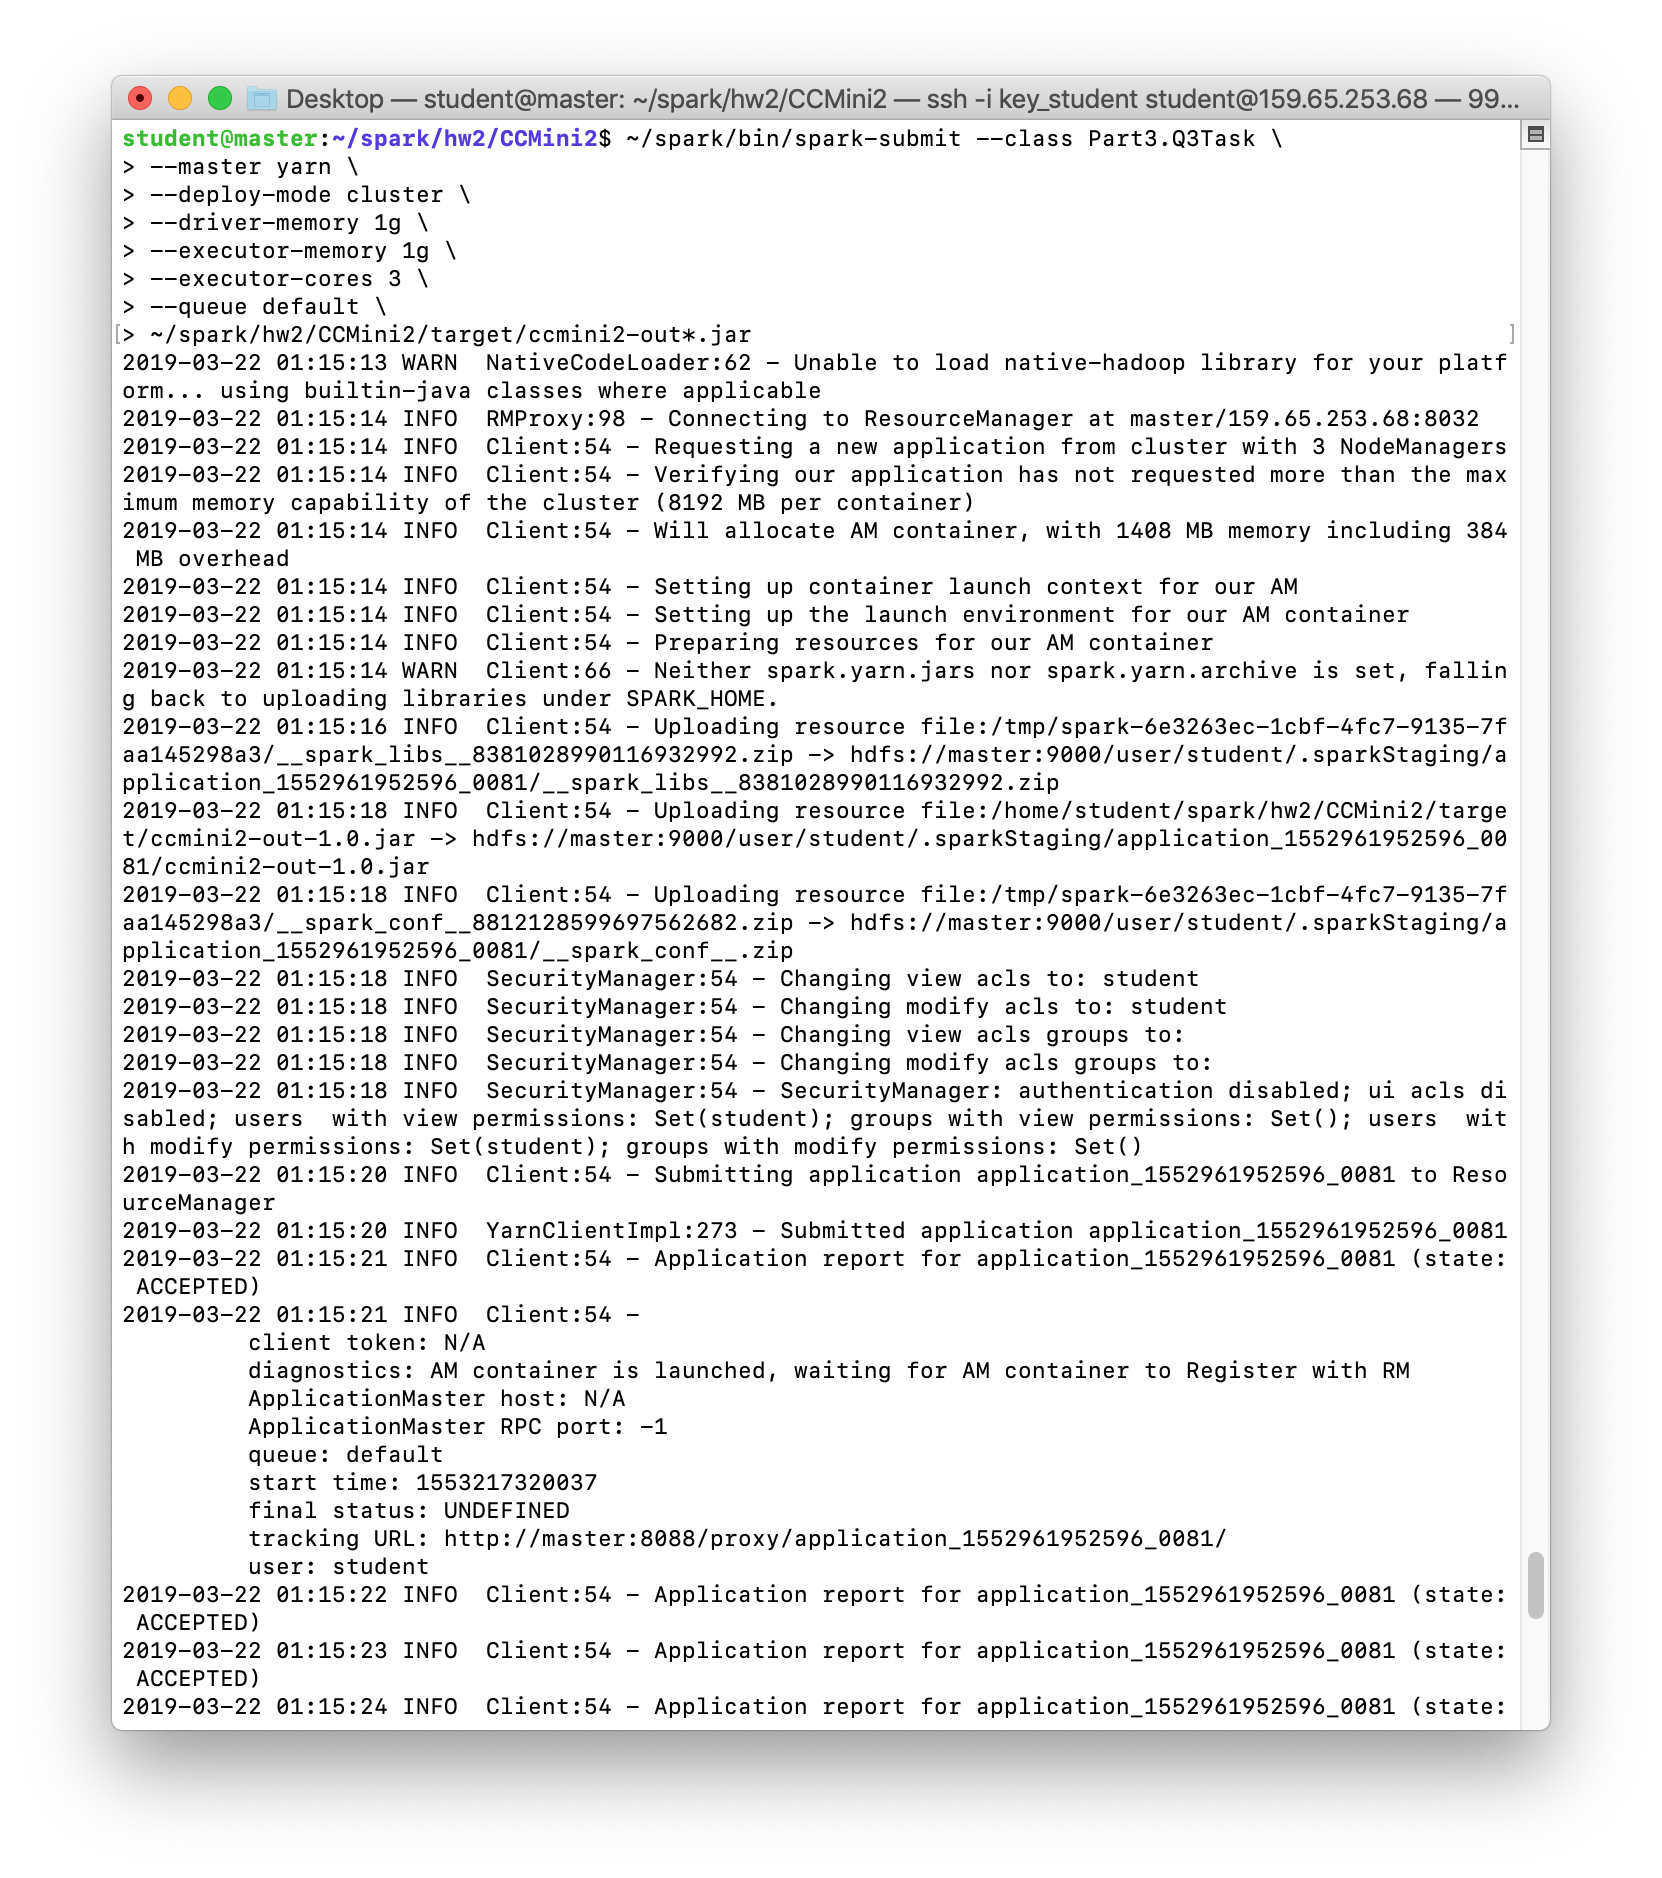 Desktop — student@master: ~/spark/hw2/CCMini2 — ssh -i key_student student@159.65.253.68 — 99...
student@master:~/spark/hw2/CCMini2$ ~/spark/bin/spark-submit --class Part3.Q3Task \
> --master yarn \
> --deploy-mode cluster \
> --driver-memory 1g \
> --executor-memory 1g \
> --executor-cores 3 \
> --queue default \
[> ~/spark/hw2/CCMini2/target/ccmini2-out*.jar ]
2019-03-22 01:15:13 WARN  NativeCodeLoader:62 - Unable to load native-hadoop library for your platf
orm... using builtin-java classes where applicable
2019-03-22 01:15:14 INFO  RMProxy:98 - Connecting to ResourceManager at master/159.65.253.68:8032
2019-03-22 01:15:14 INFO  Client:54 - Requesting a new application from cluster with 3 NodeManagers
2019-03-22 01:15:14 INFO  Client:54 - Verifying our application has not requested more than the max
imum memory capability of the cluster (8192 MB per container)
2019-03-22 01:15:14 INFO  Client:54 - Will allocate AM container, with 1408 MB memory including 384
 MB overhead
2019-03-22 01:15:14 INFO  Client:54 - Setting up container launch context for our AM
2019-03-22 01:15:14 INFO  Client:54 - Setting up the launch environment for our AM container
2019-03-22 01:15:14 INFO  Client:54 - Preparing resources for our AM container
2019-03-22 01:15:14 WARN  Client:66 - Neither spark.yarn.jars nor spark.yarn.archive is set, fallin
g back to uploading libraries under SPARK_HOME.
2019-03-22 01:15:16 INFO  Client:54 - Uploading resource file:/tmp/spark-6e3263ec-1cbf-4fc7-9135-7f
aa145298a3/__spark_libs__8381028990116932992.zip -> hdfs://master:9000/user/student/.sparkStaging/a
pplication_1552961952596_0081/__spark_libs__8381028990116932992.zip
2019-03-22 01:15:18 INFO  Client:54 - Uploading resource file:/home/student/spark/hw2/CCMini2/targe
t/ccmini2-out-1.0.jar -> hdfs://master:9000/user/student/.sparkStaging/application_1552961952596_00
81/ccmini2-out-1.0.jar
2019-03-22 01:15:18 INFO  Client:54 - Uploading resource file:/tmp/spark-6e3263ec-1cbf-4fc7-9135-7f
aa145298a3/__spark_conf__8812128599697562682.zip -> hdfs://master:9000/user/student/.sparkStaging/a
pplication_1552961952596_0081/__spark_conf__.zip
2019-03-22 01:15:18 INFO  SecurityManager:54 - Changing view acls to: student
2019-03-22 01:15:18 INFO  SecurityManager:54 - Changing modify acls to: student
2019-03-22 01:15:18 INFO  SecurityManager:54 - Changing view acls groups to:
2019-03-22 01:15:18 INFO  SecurityManager:54 - Changing modify acls groups to:
2019-03-22 01:15:18 INFO  SecurityManager:54 - SecurityManager: authentication disabled; ui acls di
sabled; users  with view permissions: Set(student); groups with view permissions: Set(); users  wit
h modify permissions: Set(student); groups with modify permissions: Set()
2019-03-22 01:15:20 INFO  Client:54 - Submitting application application_1552961952596_0081 to Reso
urceManager
2019-03-22 01:15:20 INFO  YarnClientImpl:273 - Submitted application application_1552961952596_0081
2019-03-22 01:15:21 INFO  Client:54 - Application report for application_1552961952596_0081 (state:
 ACCEPTED)
2019-03-22 01:15:21 INFO  Client:54 -
         client token: N/A
         diagnostics: AM container is launched, waiting for AM container to Register with RM
         ApplicationMaster host: N/A
         ApplicationMaster RPC port: -1
         queue: default
         start time: 1553217320037
         final status: UNDEFINED
         tracking URL: http://master:8088/proxy/application_1552961952596_0081/
         user: student
2019-03-22 01:15:22 INFO  Client:54 - Application report for application_1552961952596_0081 (state:
 ACCEPTED)
2019-03-22 01:15:23 INFO  Client:54 - Application report for application_1552961952596_0081 (state:
 ACCEPTED)
2019-03-22 01:15:24 INFO  Client:54 - Application report for application_1552961952596_0081 (state: